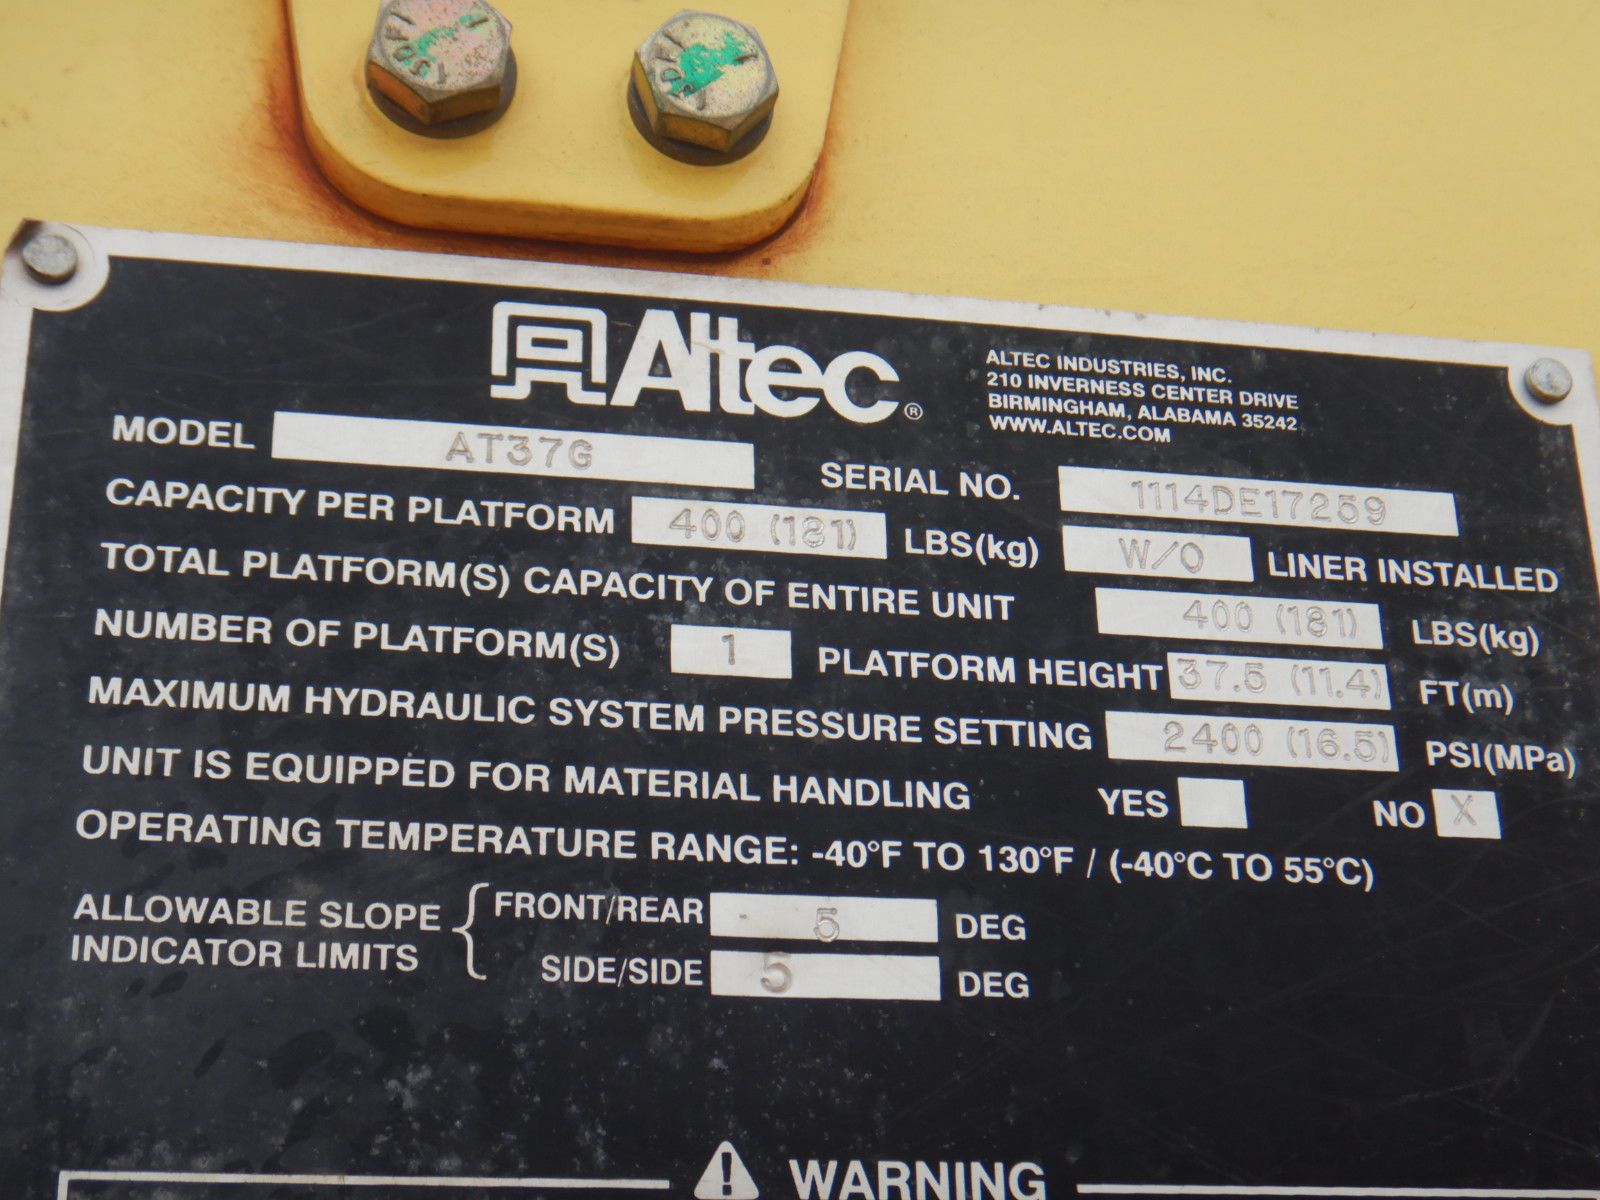 Altec®
ALTEC INDUSTRIES, INC.
210 INVERNESS CENTER DRIVE
BIRMINGHAM, ALABAMA 35242
WWW.ALTEC.COM
MODEL AT37G SERIAL NO. 1114DE17259
CAPACITY PER PLATFORM 400 (181) LBS(kg) W/O LINER INSTALLED
TOTAL PLATFORM(S) CAPACITY OF ENTIRE UNIT 400 (181) LBS(kg)
NUMBER OF PLATFORM(S) 1 PLATFORM HEIGHT 37.5 (11.4) FT(m)
MAXIMUM HYDRAULIC SYSTEM PRESSURE SETTING 2400 (16.5) PSI(MPa)
UNIT IS EQUIPPED FOR MATERIAL HANDLING YES NO X
OPERATING TEMPERATURE RANGE: -40°F TO 130°F / (-40°C TO 55°C)
ALLOWABLE SLOPE INDICATOR LIMITS
FRONT/REAR 5 DEG
SIDE/SIDE 5 DEG
WARNING